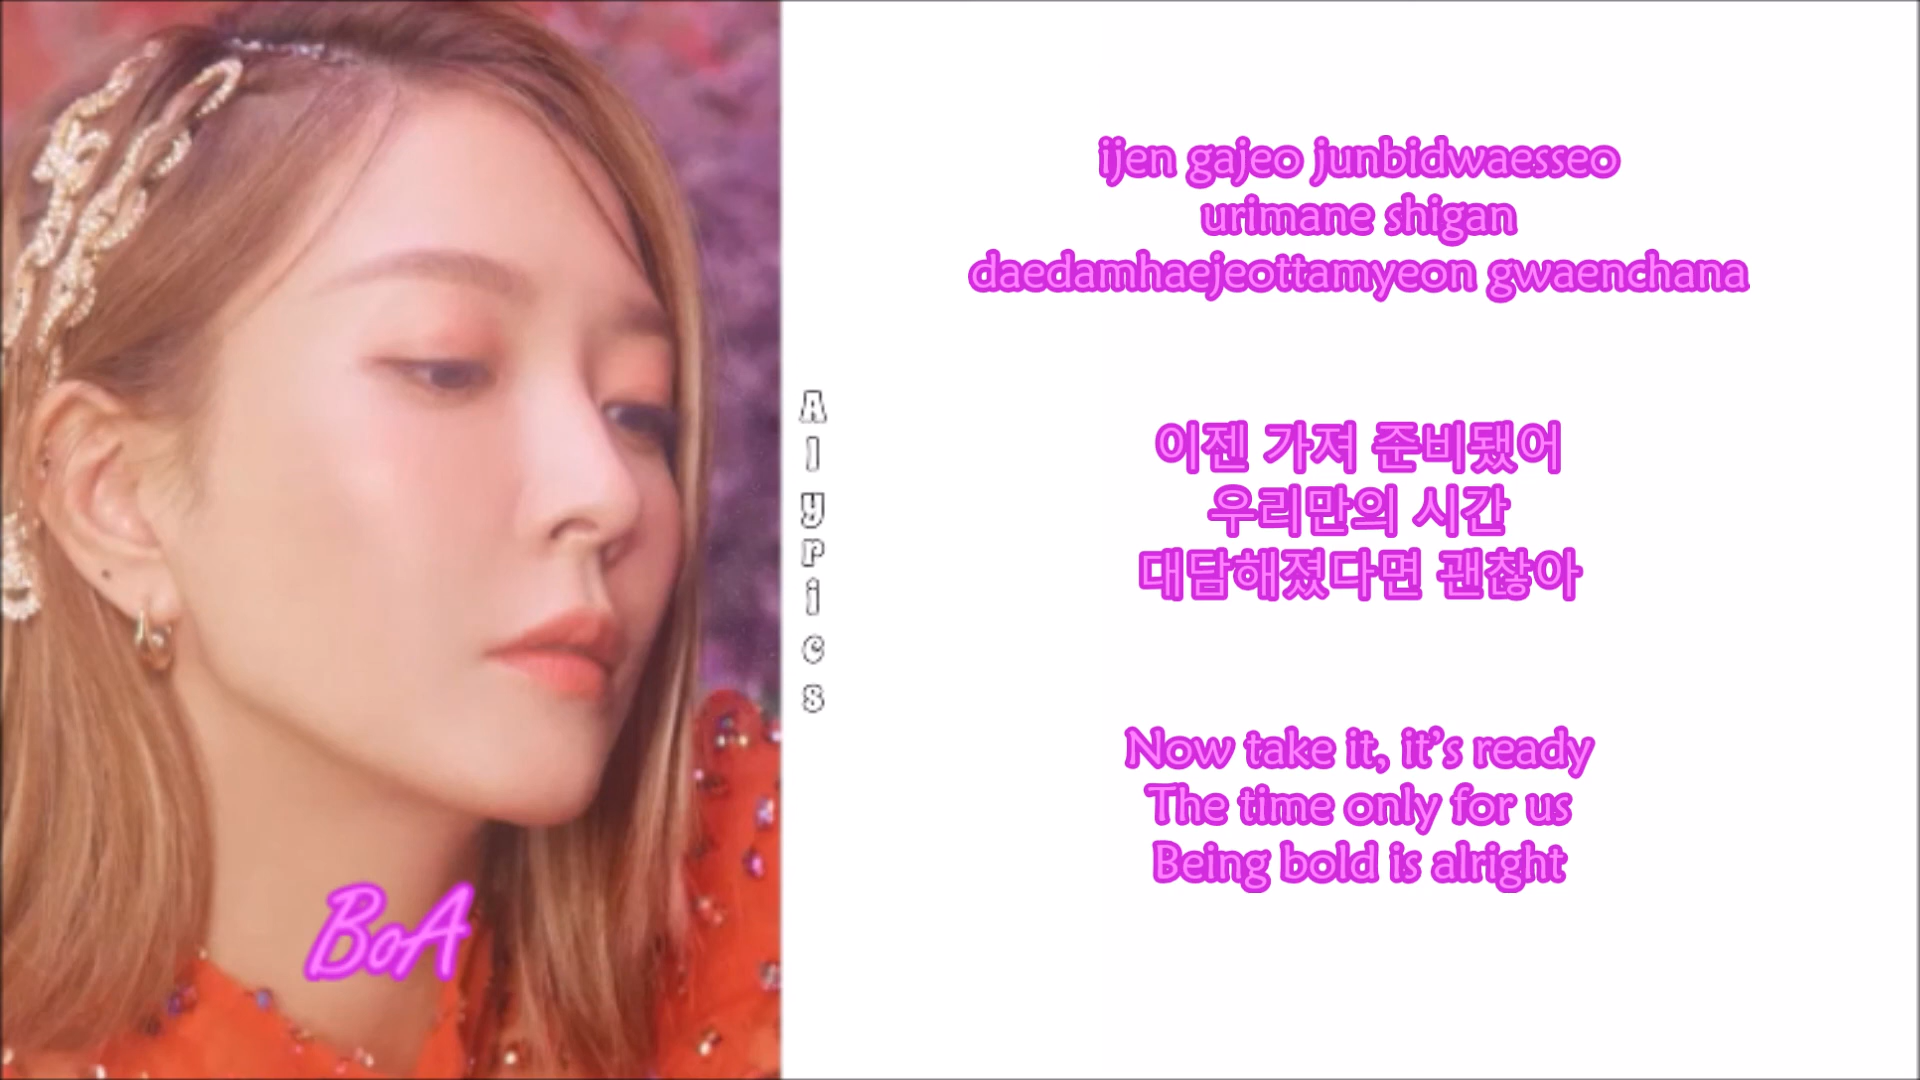 BoA
Alyrics
ijen gajeo junbidwaesseo
urimane shigan
daedamhaejeottamyeon gwaenchana
이젠 가져 준비됐어
우리만의 시간
대담해졌다면 괜찮아
Now take it, it's ready
The time only for us
Being bold is alright